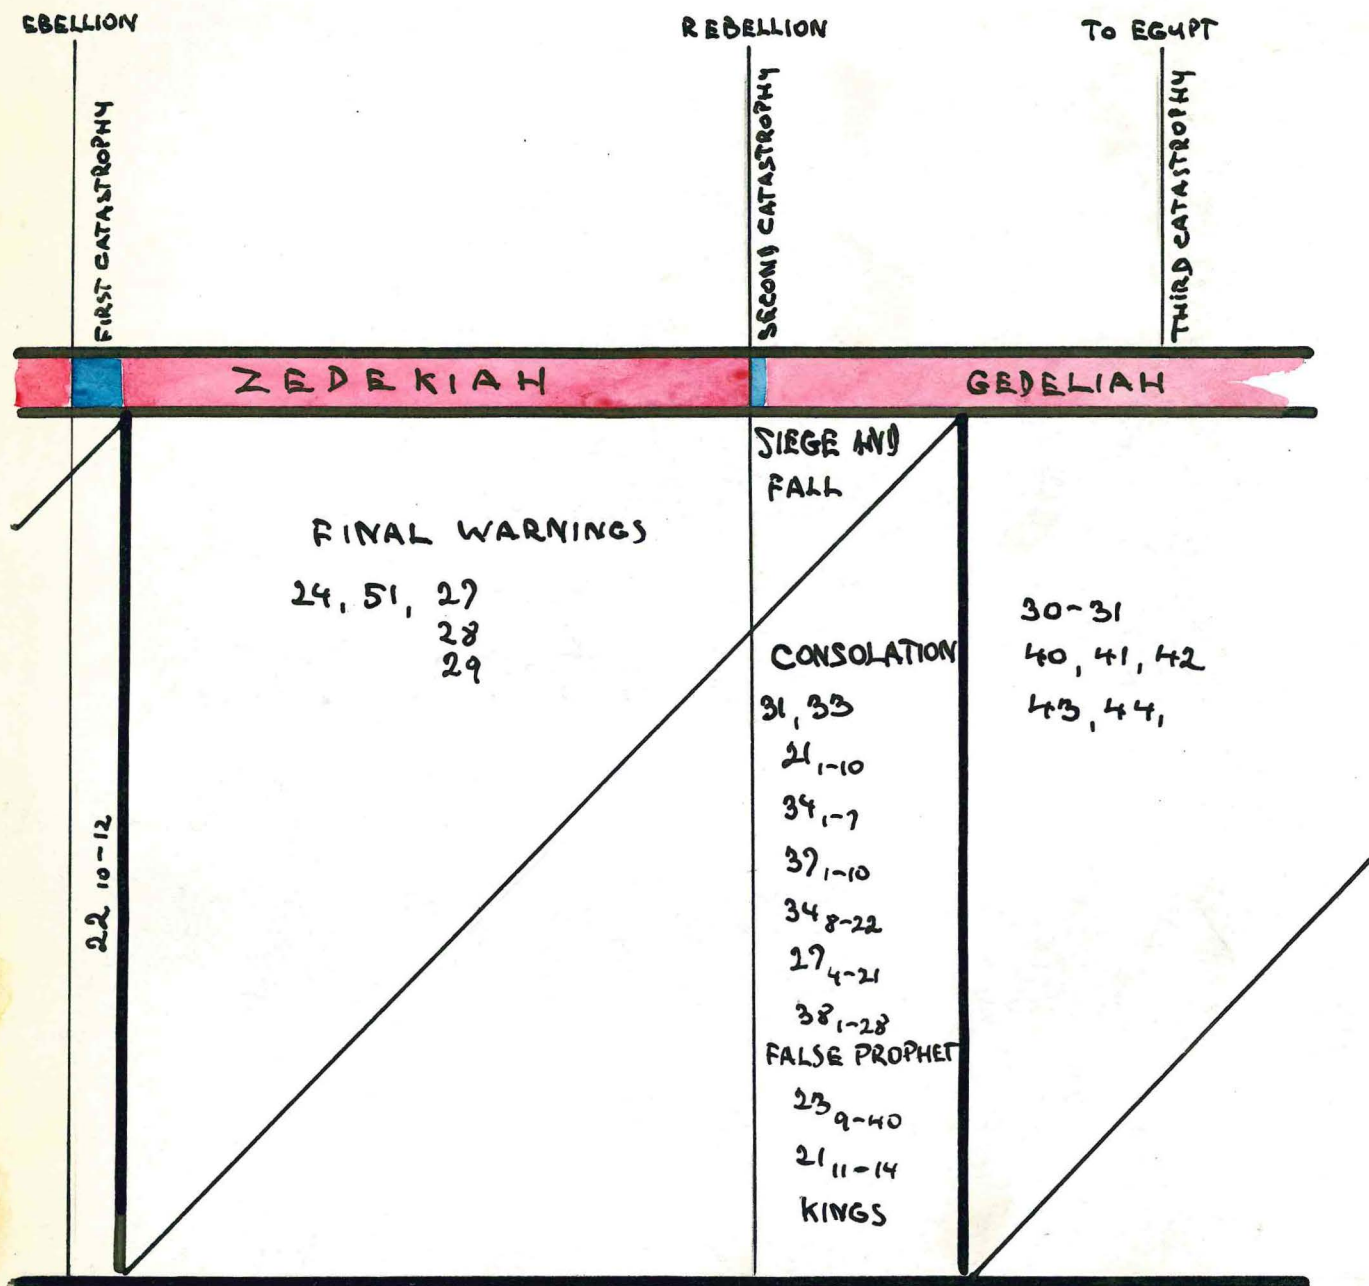 EBELLION
REBELLION
TO EGYPT
FIRST CATASTROPHY
SECOND CATASTROPHY
THIRD CATASTROPHY
ZEDEKIAH
GEDELIAH
SIEGE AND
FALL
FINAL WARNINGS
24, 51, 27
28
29
CONSOLATION
31, 33
21 1-10
34 1-7
37 1-10
34 8-22
27 4-21
38 1-28
FALSE PROPHET
23 9-40
21 11-14
KINGS
30-31
40, 41, 42
43, 44,
22 10-12